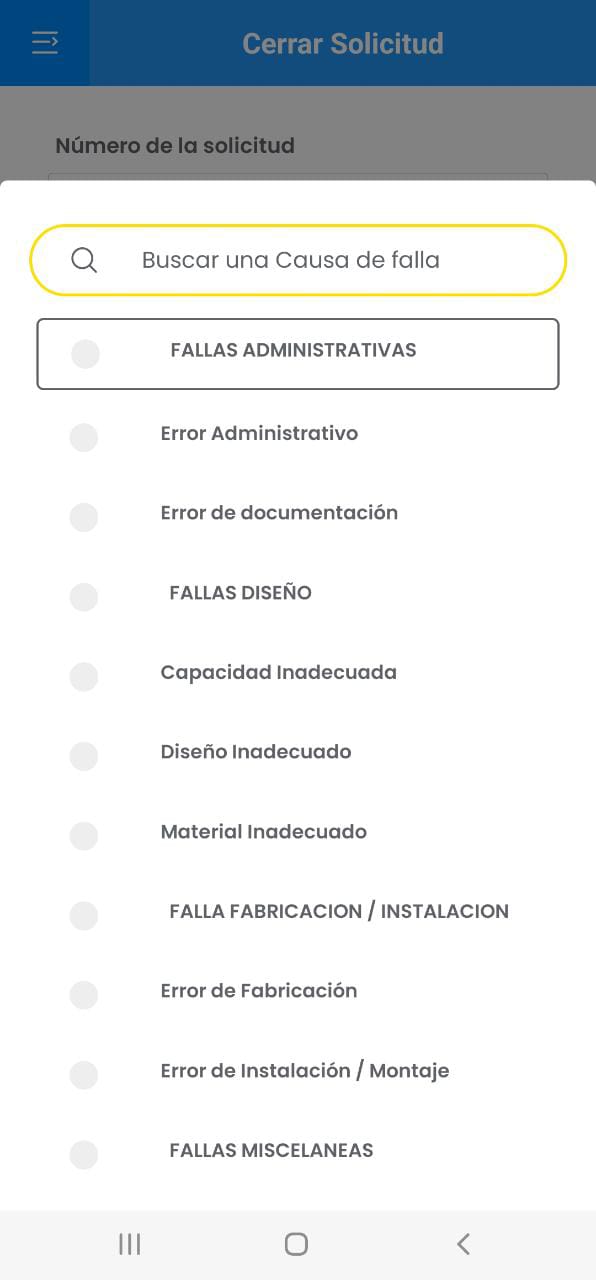 Cerrar Solicitud
Número de la solicitud
Buscar una Causa de falla
FALLAS ADMINISTRATIVAS
Error Administrativo
Error de documentación
FALLAS DISEÑO
Capacidad Inadecuada
Diseño Inadecuado
Material Inadecuado
FALLA FABRICACION / INSTALACION
Error de Fabricación
Error de Instalación / Montaje
FALLAS MISCELANEAS